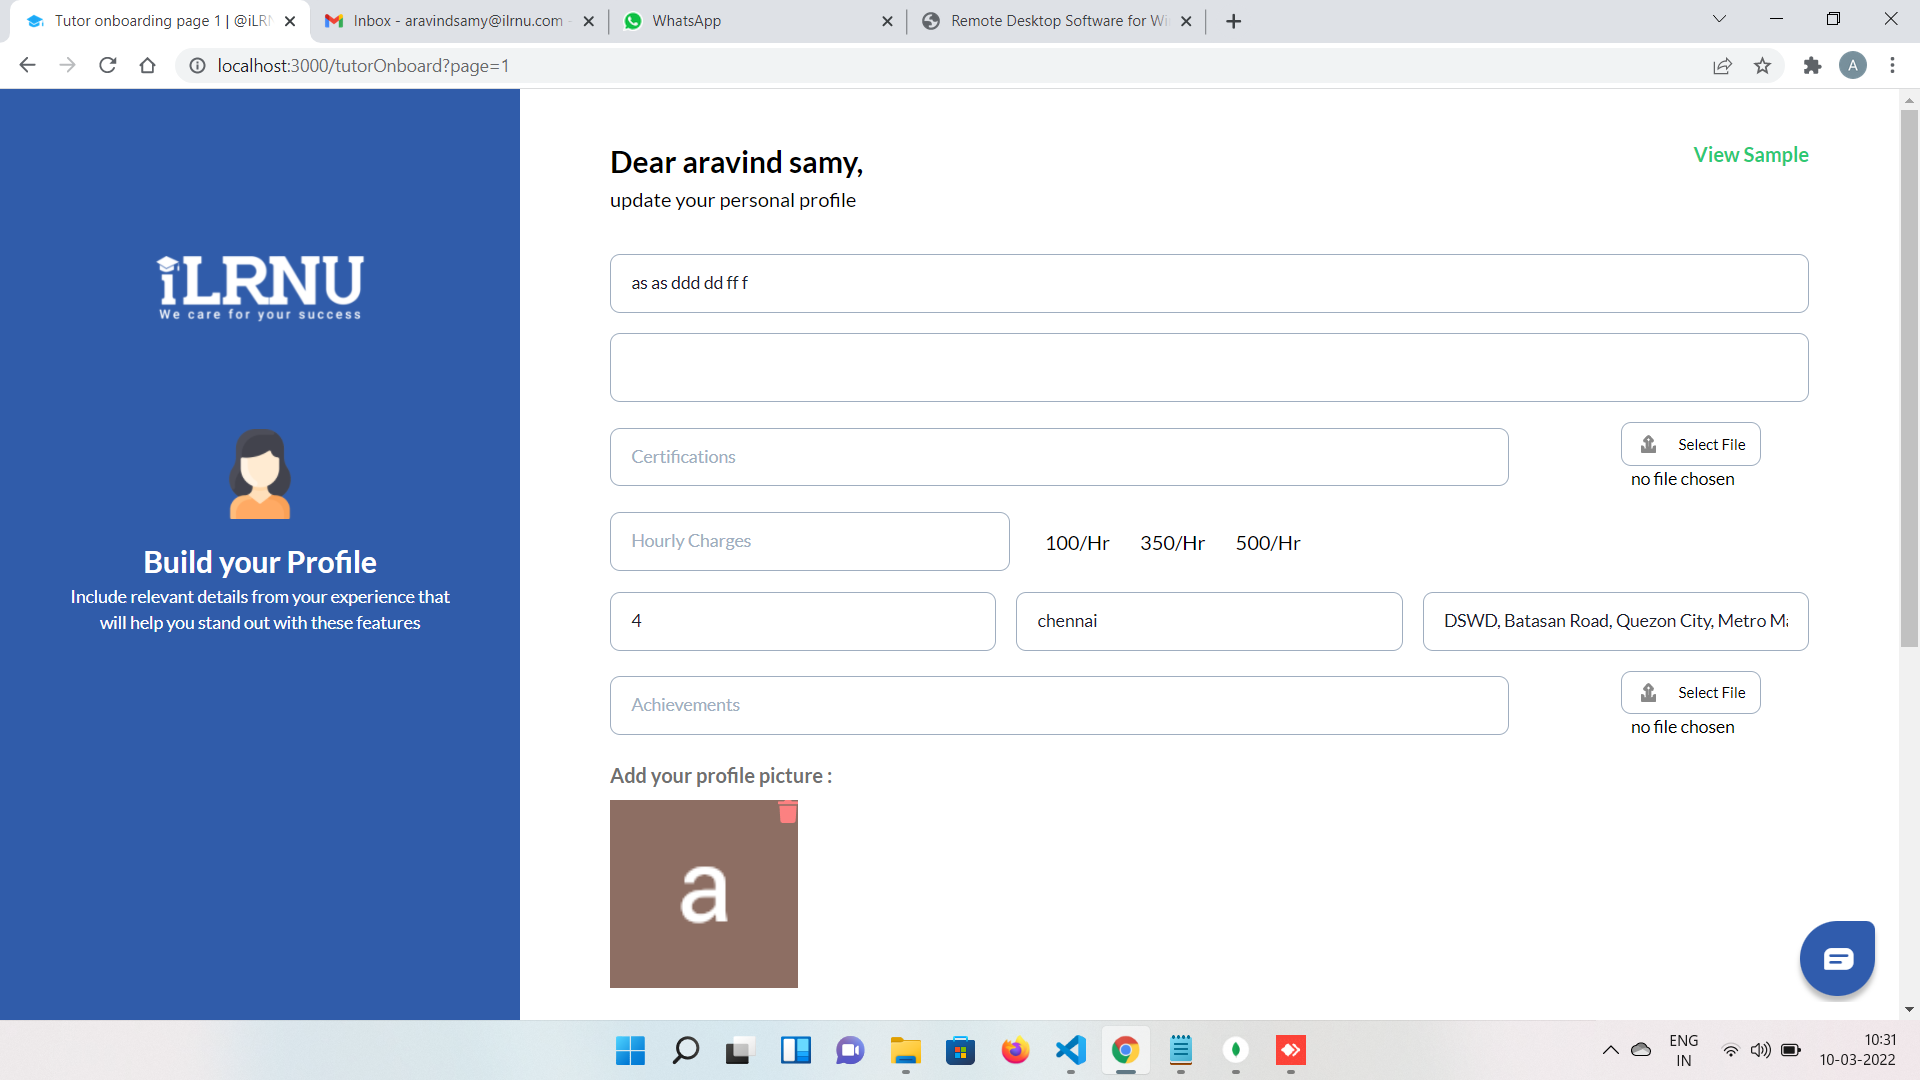 Tutor onboarding page 1 | @iLRN
Inbox - aravindsamy@ilrnu.com -
WhatsApp
Remote Desktop Software for Wi
localhost:3000/tutorOnboard?page=1
A
iLRNU
We care for your success
Build your Profile
Include relevant details from your experience that
will help you stand out with these features
Dear aravind samy,
View Sample
update your personal profile
as as ddd dd ff f
Certifications
Select File
no file chosen
Hourly Charges
100/Hr 350/Hr 500/Hr
4
chennai
DSWD, Batasan Road, Quezon City, Metro Ma
Achievements
Select File
no file chosen
Add your profile picture :
a
ENG
IN
10:31
10-03-2022